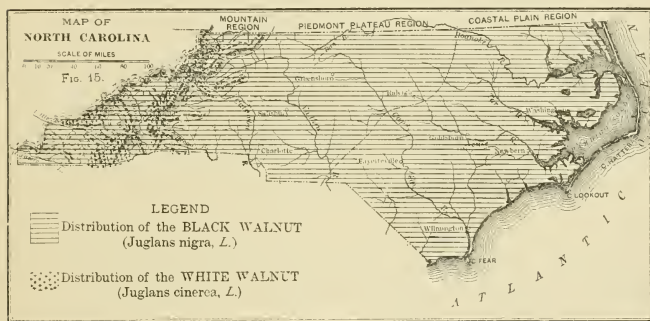 MAP OF
NORTH CAROLINA
SCALE OF MILES
FIG. 15.
MOUNTAIN
REGION
PIEDMONT PLATEAU REGION
COASTAL PLAIN REGION
Greensboro
Raleigh
Washington
Salisbury
Goldsboro
Newbern
Charlotte
Fayetteville
Wilmington
C. HATTERAS
C. LOOKOUT
C. FEAR
ATLANTIC
LEGEND
Distribution of the BLACK WALNUT
(Juglans nigra, L.)
Distribution of the WHITE WALNUT
(Juglans cinerea, L.)